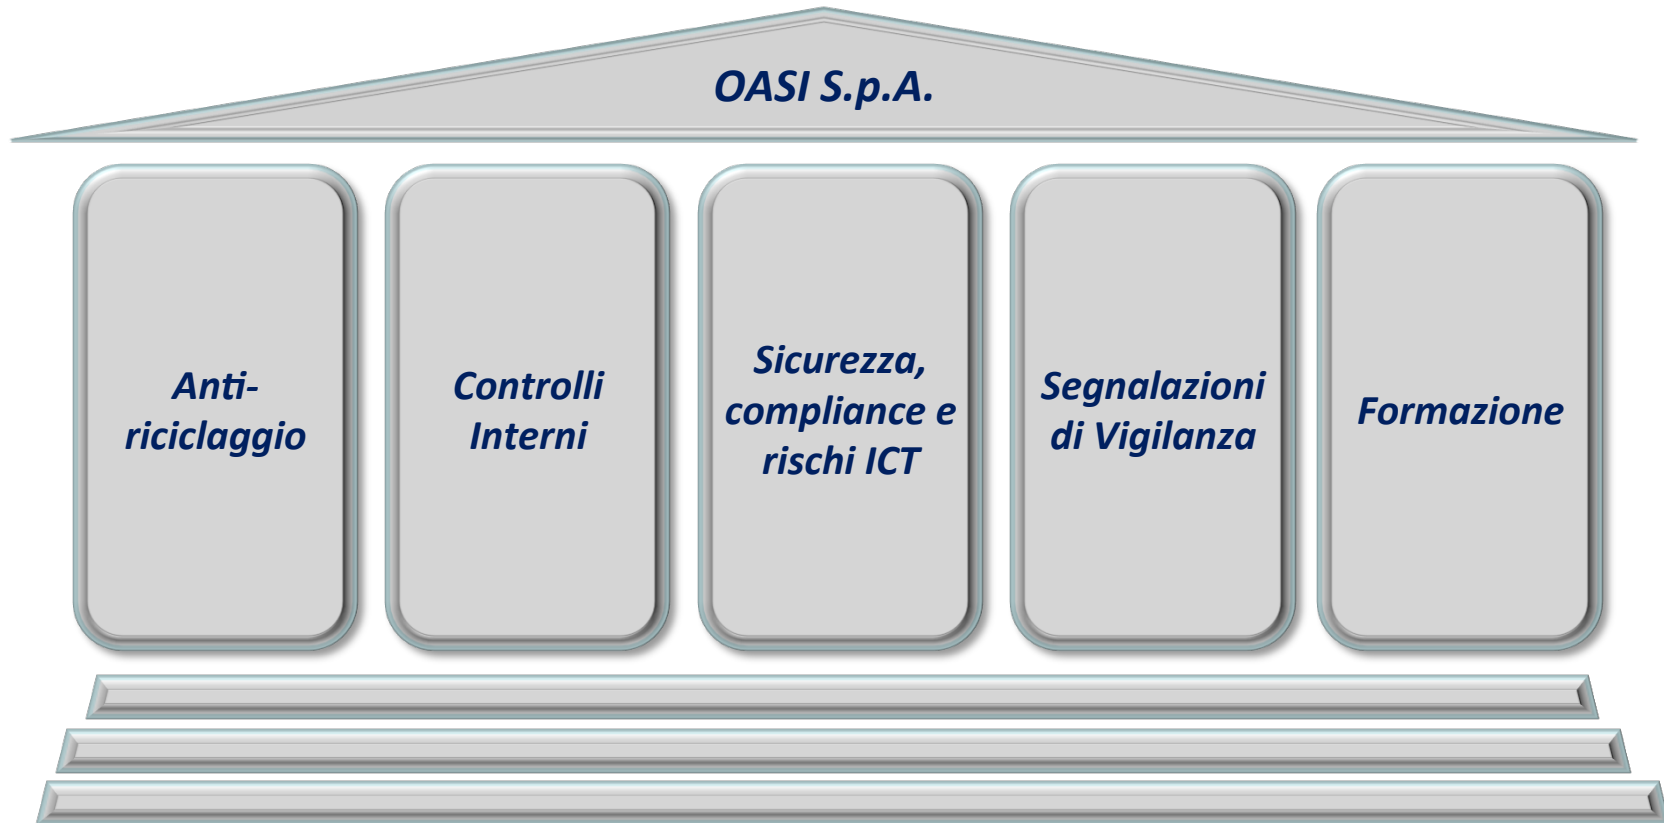 OASI S.p.A.
Anti-
riciclaggio
Controlli
Interni
Sicurezza,
compliance e
rischi ICT
Segnalazioni
di Vigilanza
Formazione